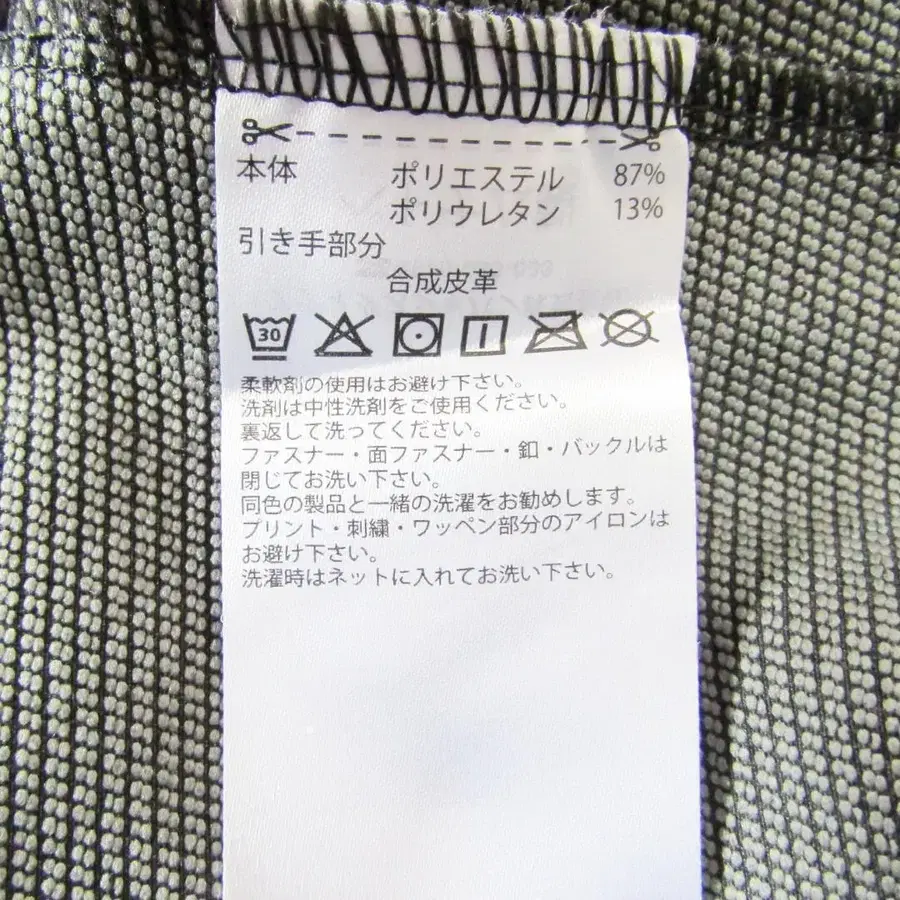 本体 ポリエステル 87%
ポリウレタン 13%
引き手部分
合成皮革
30
柔軟剤の使用はお避け下さい。
洗剤は中性洗剤をご使用ください。
裏返して洗ってください。
ファスナー・面ファスナー・釦・バックルは
閉じてお洗い下さい。
同色の製品と一緒の洗濯をお勧めします。
プリント・刺繍・ワッペン部分のアイロンは
お避け下さい。
洗濯時はネットに入れてお洗い下さい。